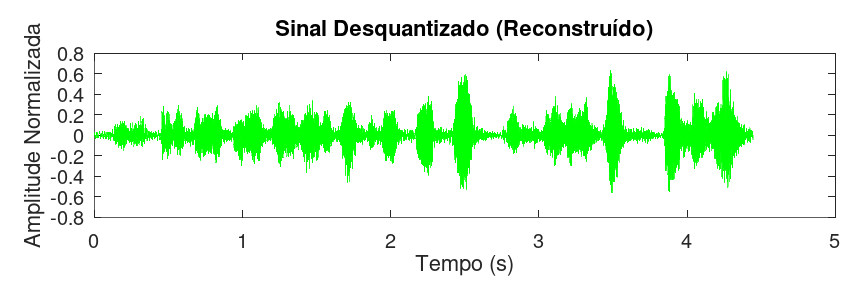 Sinal Desquantizado (Reconstruído)
Amplitude Normalizada
0.8
0.6
0.4
0.2
0
-0.2
-0.4
-0.6
-0.8
0 1 2 3 4 5
Tempo (s)